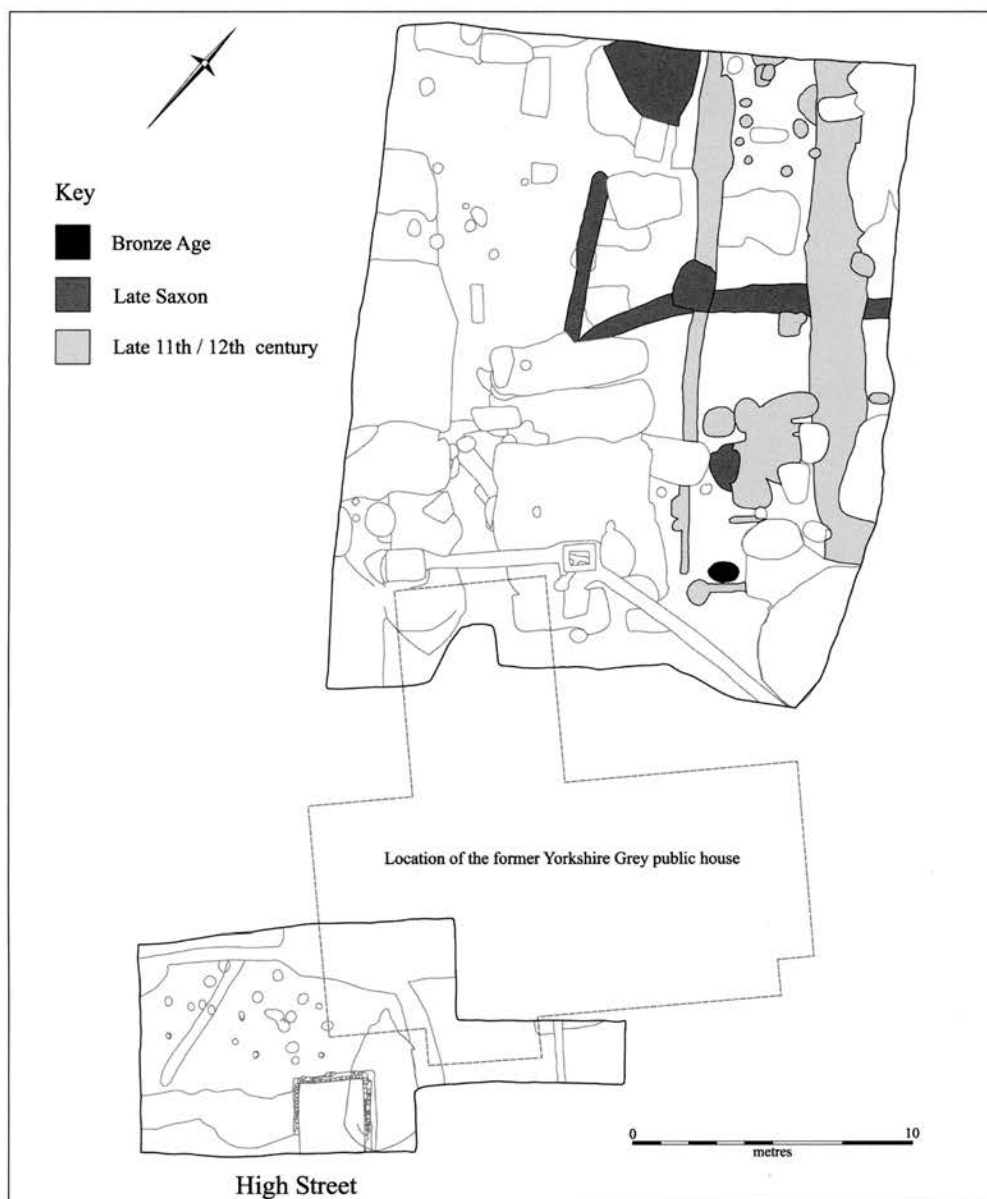 Key
Bronze Age
Late Saxon
Late 11th / 12th century
Location of the former Yorkshire Grey public house
0 10
metres
High Street